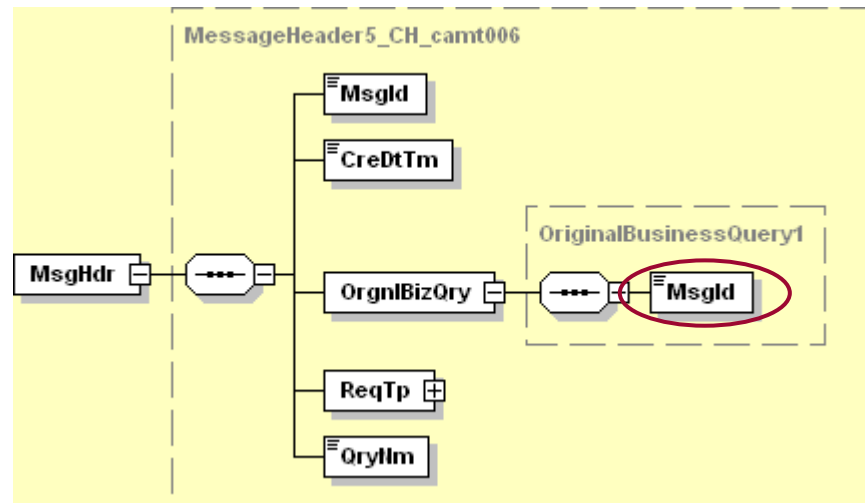 MessageHeader5_CH_camt006
MsgId
CreDtTm
OriginalBusinessQuery1
MsgHdr
OrgnlBizQry
MsgId
ReqTp
QryNm